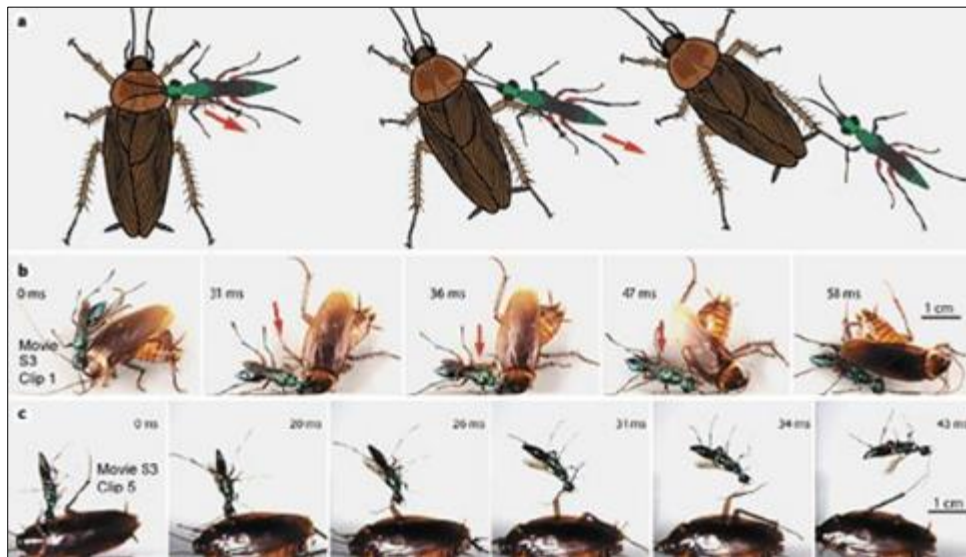 a
b
0 ms
31 ms
36 ms
47 ms
58 ms
1 cm
Movie
S3
Clip 1
c
0 ms
20 ms
26 ms
31 ms
34 ms
43 ms
Movie S3
Clip 5
1 cm